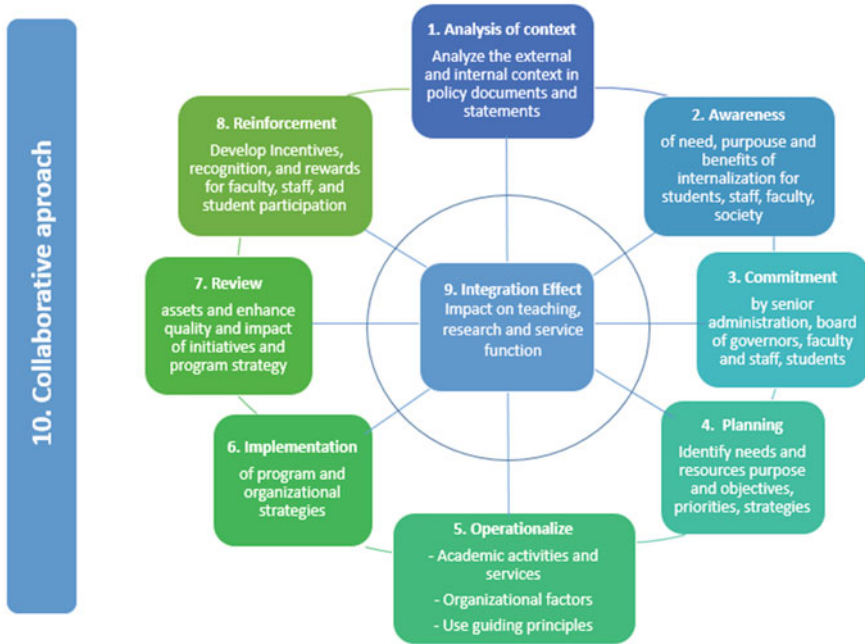 10. Collaborative aproach
1. Analysis of context
Analyze the external
and internal context in
policy documents and
statements
2. Awareness
of need, purpouse and
benefits of
internalization for
students, staff, faculty,
society
3. Commitment
by senior
administration, board
of governors, faculty
and staff, students
4. Planning
Identify needs and
resources purpose
and objectives,
priorities, strategies
5. Operationalize
- Academic activities and
services
- Organizational factors
- Use guiding principles
6. Implementation
of program and
organizational
strategies
7. Review
assets and enhance
quality and impact
of initiatives and
program strategy
8. Reinforcement
Develop Incentives,
recognition, and rewards
for faculty, staff, and
student participation
9. Integration Effect
Impact on teaching,
research and service
function